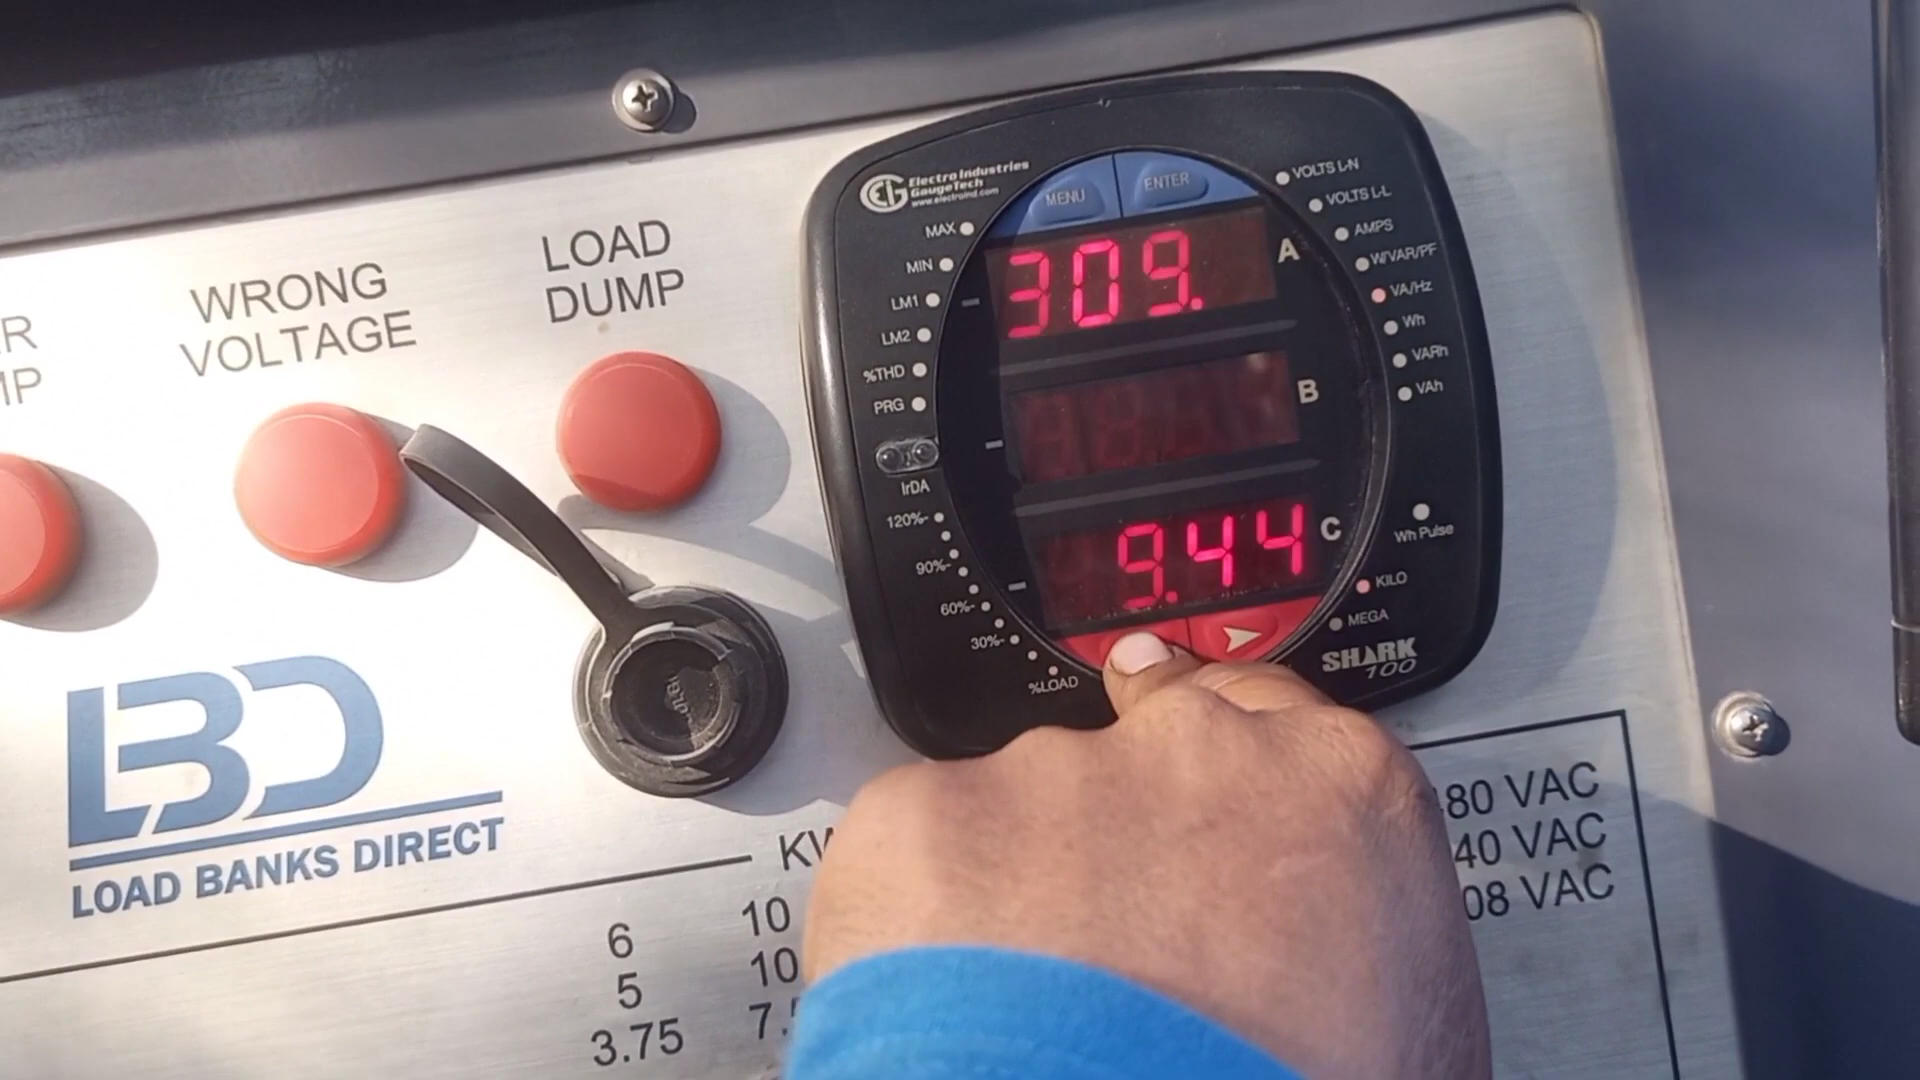 R
MP
WRONG
VOLTAGE
LOAD
DUMP
EIG
Electro Industries
GaugeTech
www.electroind.com
MENU
ENTER
MAX
MIN
LM1
LM2
%THD
PRG
IrDA
120%-
90%-
60%-
30%-
%LOAD
309.
A
B
9.44
C
VOLTS L-N
VOLTS L-L
AMPS
W/VAR/PF
VA/Hz
Wh
VARh
VAh
Wh Pulse
KILO
MEGA
SHARK
100
LBD
LOAD BANKS DIRECT
6 10
5 10
3.75 7.
80 VAC
40 VAC
08 VAC